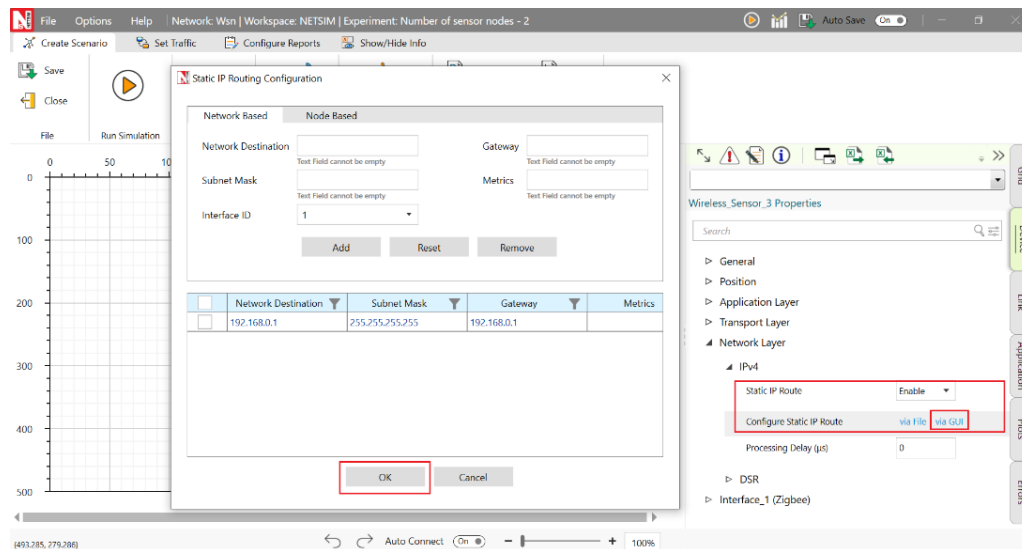 NETSIM
File Options Help Network: Wsn | Workspace: NETSIM | Experiment: Number of sensor nodes - 2 Auto Save On
Create Scenario Set Traffic Configure Reports Show/Hide Info
Save
Close
File Run Simulation
0 50 10
0
100
200
300
400
500
Static IP Routing Configuration
Network Based Node Based
Network Destination Gateway
Text Field cannot be empty Text Field cannot be empty
Subnet Mask Metrics
Text Field cannot be empty Text Field cannot be empty
Interface ID 1
Add Reset Remove
Network Destination Subnet Mask Gateway Metrics
192.168.0.1 255.255.255.255 192.168.0.1
OK Cancel
Wireless_Sensor_3 Properties
Search
General
Position
Application Layer
Transport Layer
Network Layer
IPv4
Static IP Route Enable
Configure Static IP Route via File via GUI
Processing Delay (μs) 0
DSR
Interface_1 (Zigbee)
Grid
Device
Link
Application
Plots
Errors
(493.285, 279.286) Auto Connect On 100%